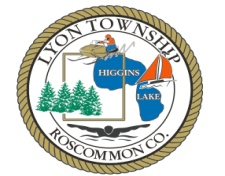 LYON TOWNSHIP
HIGGINS
LAKE
ROSCOMMON CO.